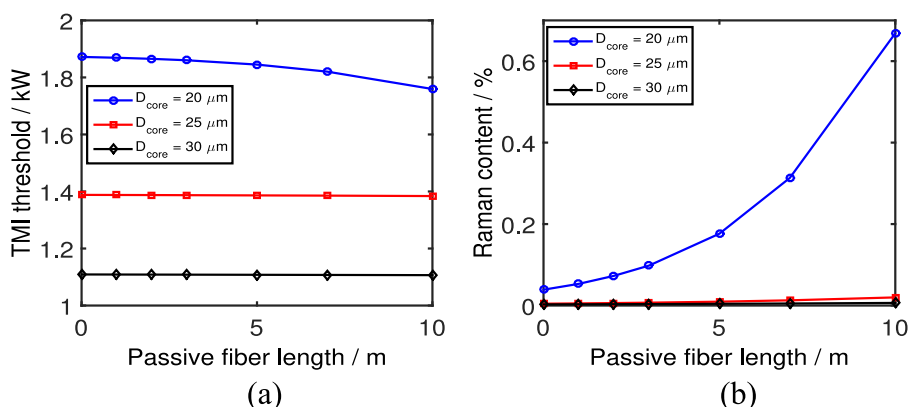 2
1.8
1.6
1.4
1.2
1
TMI threshold / kW
D_core = 20 μm
D_core = 25 μm
D_core = 30 μm
0
5
10
Passive fiber length / m
(a)
0.6
0.4
0.2
0
Raman content / %
D_core = 20 μm
D_core = 25 μm
D_core = 30 μm
0
5
10
Passive fiber length / m
(b)